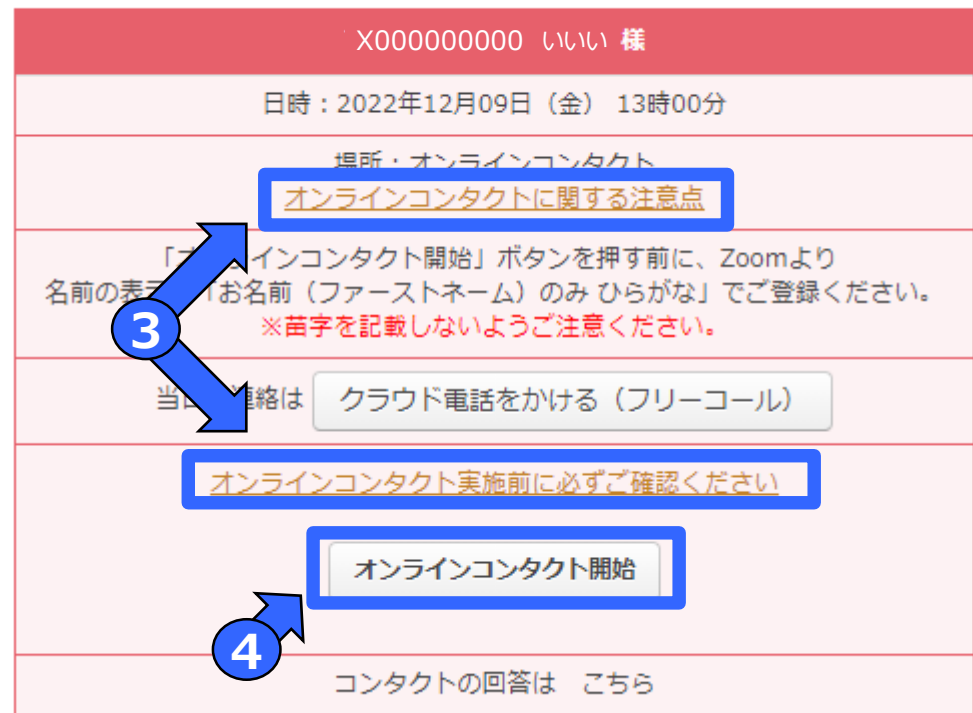 X000000000 いいい 様
日時：2022年12月09日（金） 13時00分
場所：オンラインコンタクト
オンラインコンタクトに関する注意点
インコンタクト開始」ボタンを押す前に、Zoomより
名前の表 「お名前（ファーストネーム）のみ ひらがな」でご登録ください。
※苗字を記載しないようご注意ください。
3
連絡は クラウド電話をかける（フリーコール）
オンラインコンタクト実施前に必ずご確認ください
オンラインコンタクト開始
4
コンタクトの回答は こちら